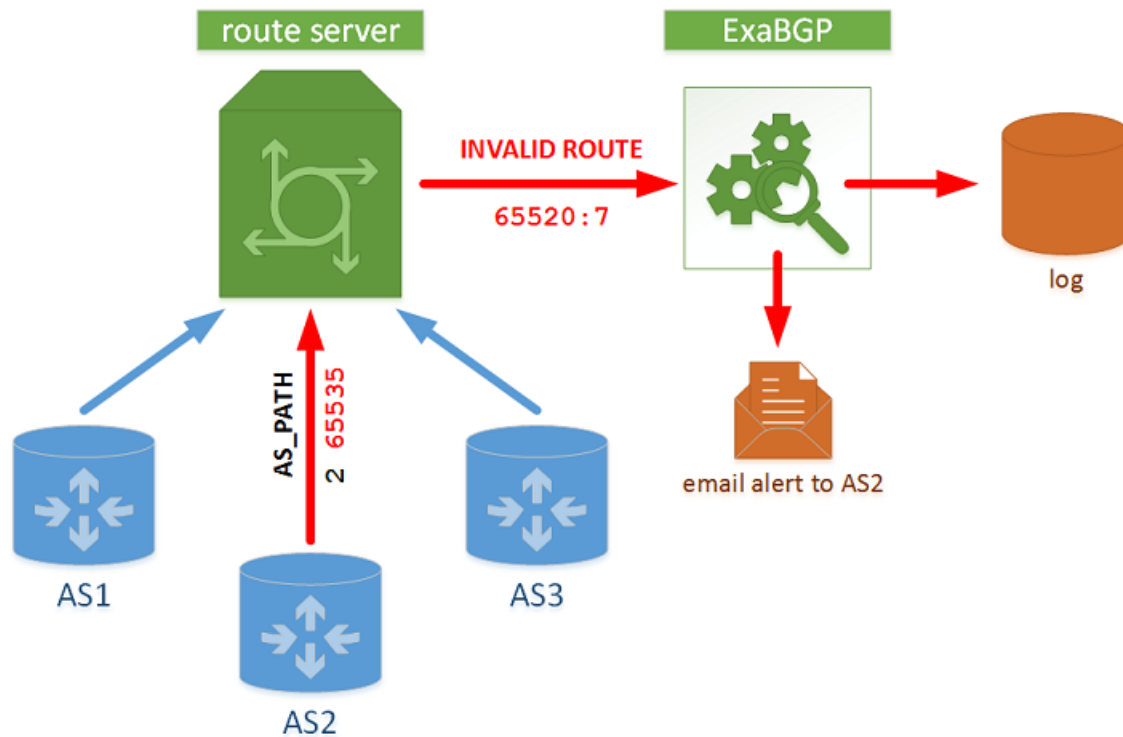 route server
ExaBGP
INVALID ROUTE
65520:7
log
AS_PATH
2 65535
email alert to AS2
AS1
AS3
AS2